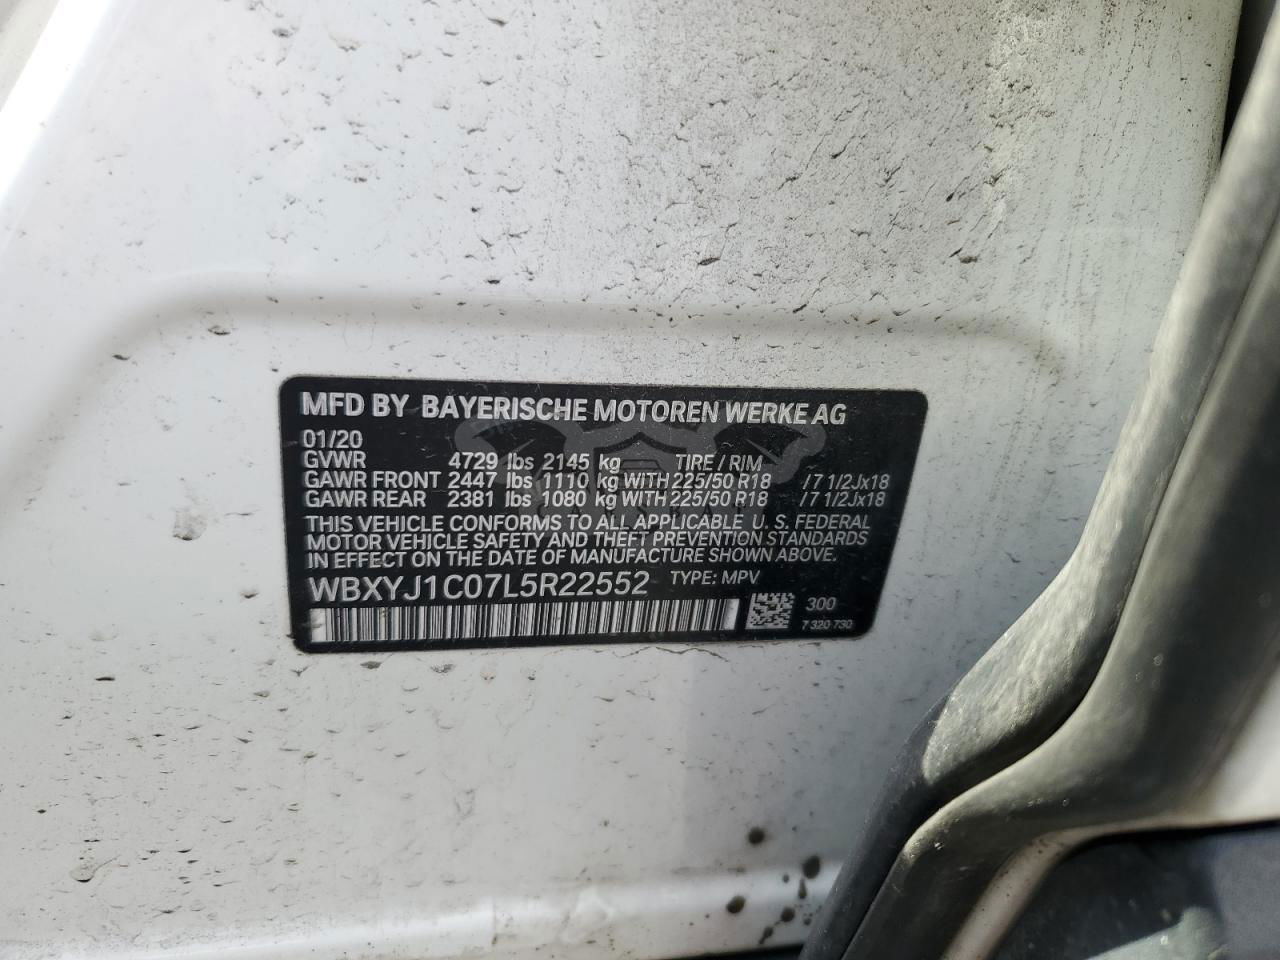 MFD BY BAYERISCHE MOTOREN WERKE AG
01/20
GVWR 4729 lbs 2145 kg TIRE / RIM
GAWR FRONT 2447 lbs 1110 kg WITH 225/50 R18 /7 1/2Jx18
GAWR REAR 2381 lbs 1080 kg WITH 225/50 R18 /7 1/2Jx18
THIS VEHICLE CONFORMS TO ALL APPLICABLE U. S. FEDERAL
MOTOR VEHICLE SAFETY AND THEFT PREVENTION STANDARDS
IN EFFECT ON THE DATE OF MANUFACTURE SHOWN ABOVE.
WBXYJ1C07L5R22552 TYPE: MPV
300
7 320 730